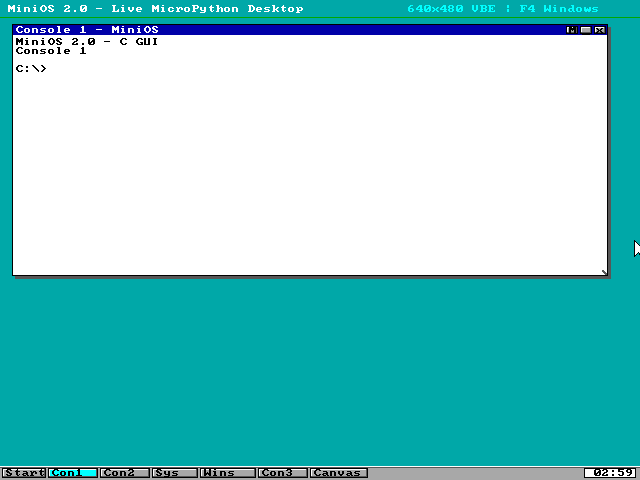 MiniOS 2.0 - Live MicroPython Desktop 640x480 VBE ¦ F4 Windows
Console 1 - MiniOS
MiniOS 2.0 - C GUI
Console 1
C:\>
Start Con1 Con2 Sys Wins Con3 Canvas 02:59